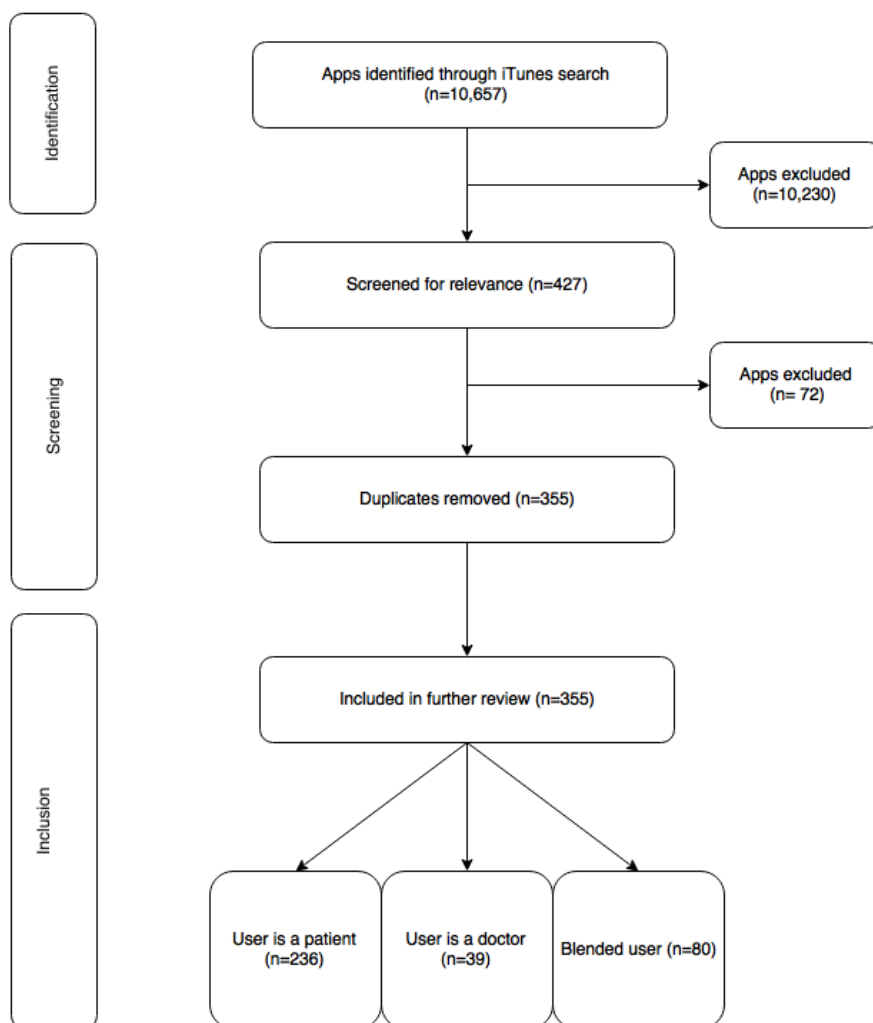 Identification
Apps identified through iTunes search
(n=10,657)
Apps excluded
(n=10,230)
Screening
Screened for relevance (n=427)
Apps excluded
(n= 72)
Duplicates removed (n=355)
Inclusion
Included in further review (n=355)
User is a patient
(n=236)
User is a doctor
(n=39)
Blended user (n=80)